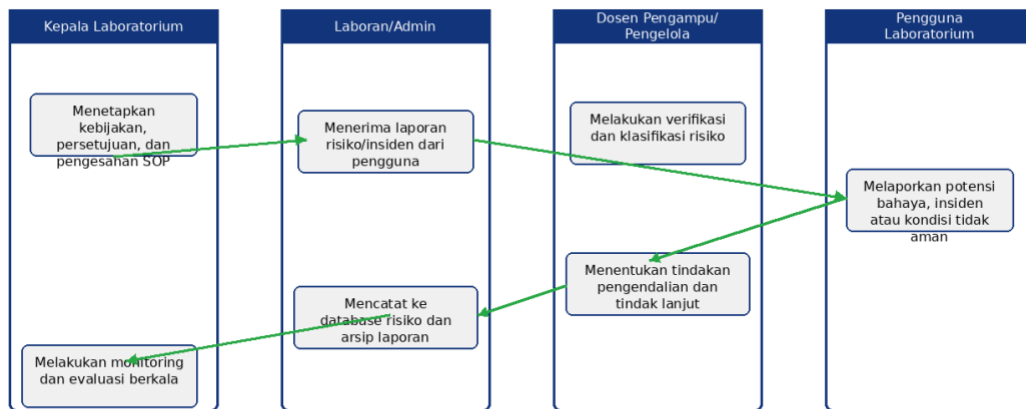 Kepala Laboratorium
Laboran/Admin
Dosen Pengampu/
Pengelola
Pengguna
Laboratorium
Menetapkan
kebijakan,
persetujuan, dan
pengesahan SOP
Menerima laporan
risiko/insiden dari
pengguna
Melakukan verifikasi
dan klasifikasi risiko
Melaporkan potensi
bahaya, insiden
atau kondisi tidak
aman
Menentukan tindakan
pengendalian dan
tindak lanjut
Mencatat ke
database risiko dan
arsip laporan
Melakukan monitoring
dan evaluasi berkala